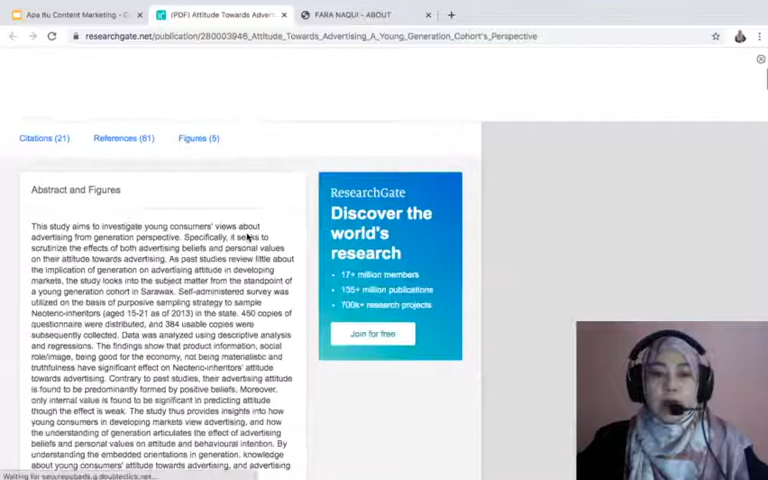 Apa Itu Content Marketing - G
(PDF) Attitude Towards Advert
FARA NAQUI - ABOUT
researchgate.net/publication/280003946_Attitude_Towards_Advertising_A_Young_Generation_Cohort's_Perspective
Citations (21)
References (61)
Figures (5)
Abstract and Figures
This study aims to investigate young consumers' views about
advertising from generation perspective. Specifically, it seeks to
scrutinize the effects of both advertising beliefs and personal values
on their attitude towards advertising. As past studies review little about
the implication of generation on advertising attitude in developing
markets, the study looks into the subject matter from the standpoint of
a young generation cohort in Sarawak. Self-administered survey was
utilized on the basis of purposive sampling strategy to sample
Neoteric-inheritors (aged 15-21 as of 2013) in the state. 450 copies of
questionnaire were distributed, and 384 usable copies were
subsequently collected. Data was analyzed using descriptive analysis
and regressions. The findings show that product information, social
role/image, being good for the economy, not being materialistic and
truthfulness have significant effect on Neoteric-inheritors' attitude
towards advertising. Contrary to past studies, their advertising attitude
is found to be predominantly formed by positive beliefs. Moreover,
only internal value is found to be significant in predicting attitude
though the effect is weak. The study thus provides insights into how
young consumers in developing markets view advertising, and how
the understanding of generation articulates the effect of advertising
beliefs and personal values on attitude and behavioural intention. By
understanding the embedded orientations in generation, knowledge
about young consumers' attitude towards advertising, and advertising
ResearchGate
Discover the
world's
research
• 17+ million members
• 135+ million publications
• 700k+ research projects
Join for free